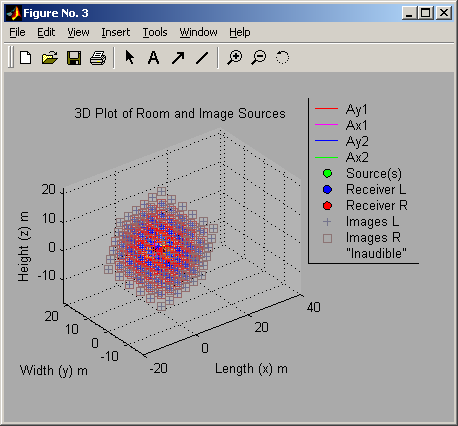 Figure No. 3
File Edit View Insert Tools Window Help
3D Plot of Room and Image Sources
Ay1
Ax1
Ay2
Ax2
Source(s)
Receiver L
Receiver R
Images L
Images R
"Inaudible"
Height (z) m
20
10
0
-10
20
10
0
-10
-20
0
20
40
Width (y) m
Length (x) m